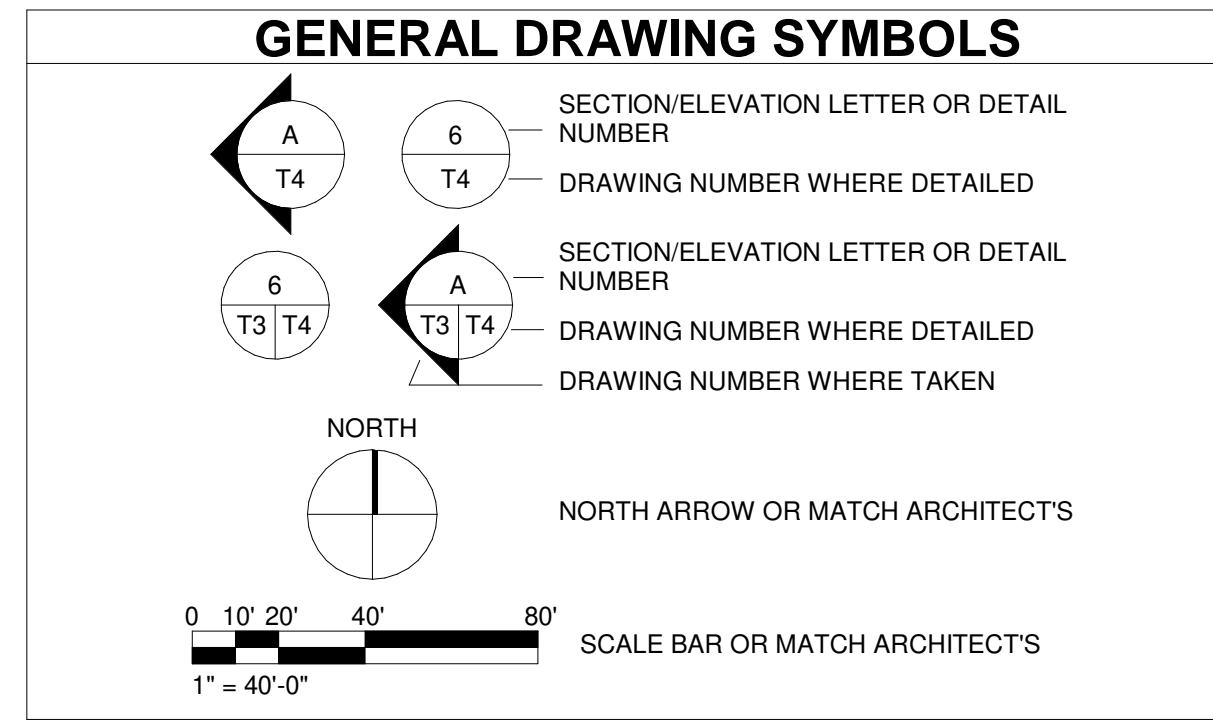 GENERAL DRAWING SYMBOLS
A
T4
6
T4
SECTION/ELEVATION LETTER OR DETAIL
NUMBER
DRAWING NUMBER WHERE DETAILED
6
T3 T4
A
T3 T4
SECTION/ELEVATION LETTER OR DETAIL
NUMBER
DRAWING NUMBER WHERE DETAILED
DRAWING NUMBER WHERE TAKEN
NORTH
NORTH ARROW OR MATCH ARCHITECT'S
0 10' 20' 40' 80'
SCALE BAR OR MATCH ARCHITECT'S
1" = 40'-0"